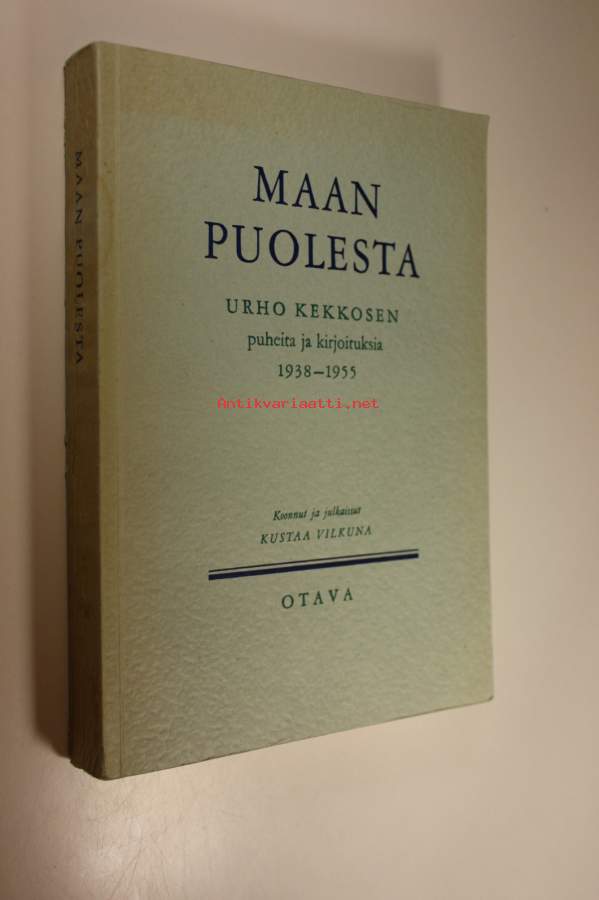 MAAN PUOLESTA
MAAN
PUOLESTA
URHO KEKKOSEN
puheita ja kirjoituksia
1938–1955
Antikvariaatti.net
Koonnut ja julkaissut
KUSTAA VILKUNA
OTAVA